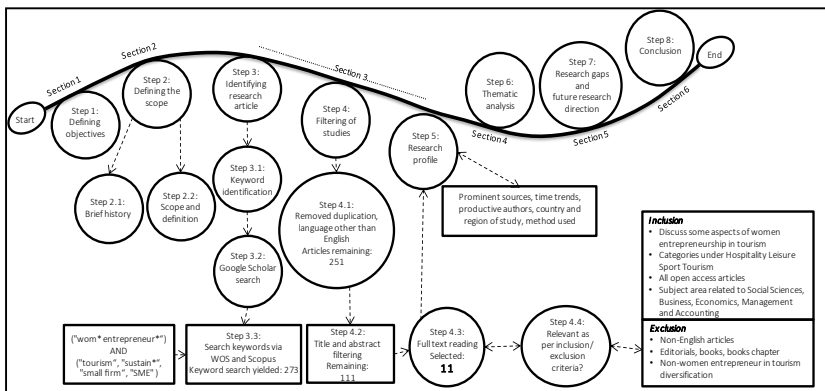 Start
Section 1
Section 2
Section 3
Section 4
Section 5
Section 6
End
Step 1:
Defining
objectives
Step 2:
Defining the
scope
Step 2.1:
Brief history
Step 2.2:
Scope and
definition
Step 3:
Identifying
research
article
Step 3.1:
Keyword
identification
Step 3.2:
Google Scholar
search
("wom* entrepreneur*")
AND
("tourism", "sustain*",
"small firm", "SME" )
Step 3.3:
Search keywords via
WOS and Scopus
Keyword search yielded: 273
Step 4:
Filtering of
studies
Step 4.1:
Removed duplication,
language other than
English
Articles remaining:
251
Step 4.2:
Title and abstract
filtering
Remaining:
111
Step 4.3:
Full text reading
Selected:
11
Step 4.4:
Relevant as
per inclusion/
exclusion
criteria?
Inclusion
• Discuss some aspects of women
entrepreneurship in tourism
• Categories under Hospitality Leisure
Sport Tourism
• All open access articles
• Subject area related to Social Sciences,
Business, Economics, Management
and Accounting
Exclusion
• Non-English articles
• Editorials, books, books chapter
• Non-women entrepreneur in tourism
diversification
Step 5:
Research
profile
Prominent sources, time trends,
productive authors, country and
region of study, method used
Step 6:
Thematic
analysis
Step 7:
Research gaps
and
future research
direction
Step 8:
Conclusion